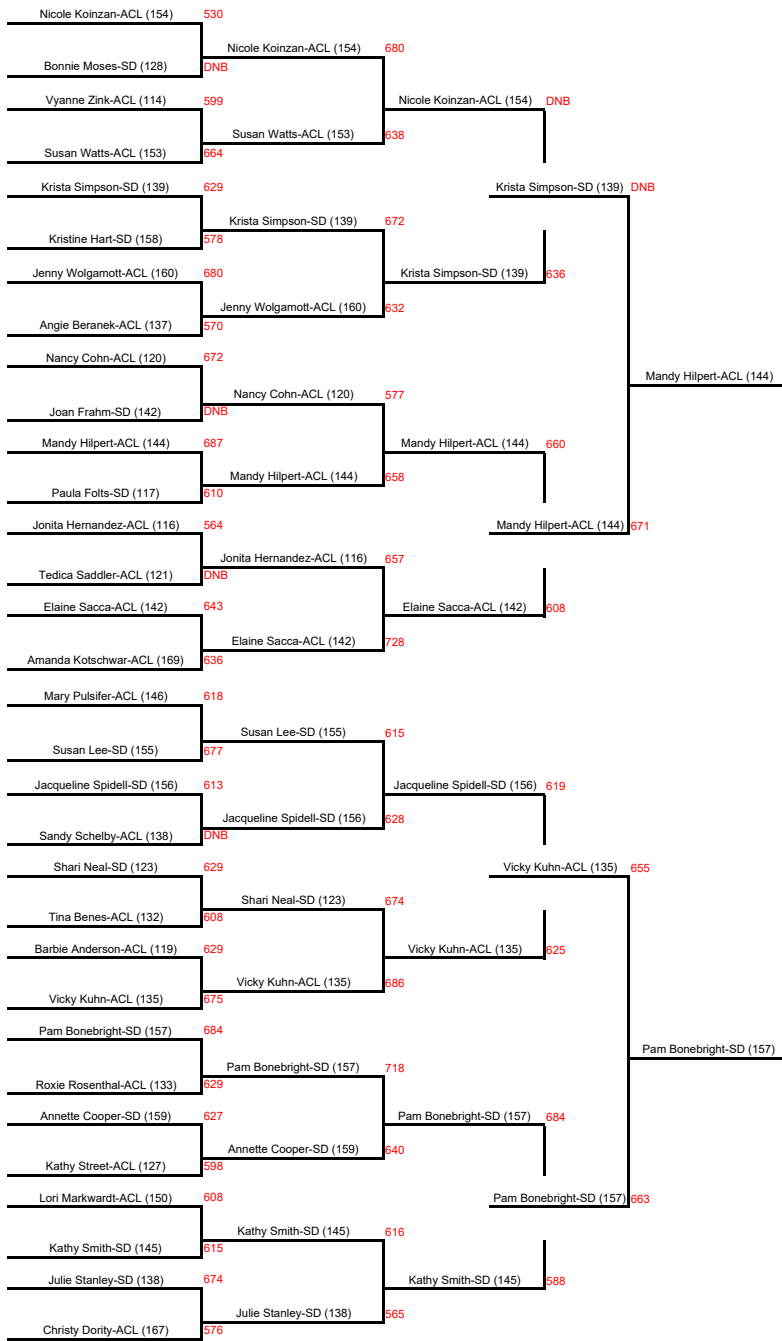 Nicole Koinzan-ACL (154) 530
Nicole Koinzan-ACL (154) 680
Bonnie Moses-SD (128) DNB
Vyanne Zink-ACL (114) 599
Nicole Koinzan-ACL (154) DNB
Susan Watts-ACL (153) 638
Susan Watts-ACL (153) 664
Krista Simpson-SD (139) 629
Krista Simpson-SD (139) DNB
Krista Simpson-SD (139) 672
Kristine Hart-SD (158) 578
Jenny Wolgamott-ACL (160) 680
Krista Simpson-SD (139) 636
Jenny Wolgamott-ACL (160) 632
Angie Beranek-ACL (137) 570
Nancy Cohn-ACL (120) 672
Mandy Hilpert-ACL (144)
Nancy Cohn-ACL (120) 577
Joan Frahm-SD (142) DNB
Mandy Hilpert-ACL (144) 687
Mandy Hilpert-ACL (144) 660
Mandy Hilpert-ACL (144) 658
Paula Folts-SD (117) 610
Jonita Hernandez-ACL (116) 564
Mandy Hilpert-ACL (144) 671
Jonita Hernandez-ACL (116) 657
Tedica Saddler-ACL (121) DNB
Elaine Sacca-ACL (142) 643
Elaine Sacca-ACL (142) 608
Elaine Sacca-ACL (142) 728
Amanda Kotschwar-ACL (169) 636
Mary Pulsifer-ACL (146) 618
Susan Lee-SD (155) 615
Susan Lee-SD (155) 677
Jacqueline Spidell-SD (156) 613
Jacqueline Spidell-SD (156) 619
Jacqueline Spidell-SD (156) 628
Sandy Schelby-ACL (138) DNB
Shari Neal-SD (123) 629
Vicky Kuhn-ACL (135) 655
Shari Neal-SD (123) 674
Tina Benes-ACL (132) 608
Barbie Anderson-ACL (119) 629
Vicky Kuhn-ACL (135) 625
Vicky Kuhn-ACL (135) 686
Vicky Kuhn-ACL (135) 675
Pam Bonebright-SD (157) 684
Pam Bonebright-SD (157)
Pam Bonebright-SD (157) 718
Roxie Rosenthal-ACL (133) 629
Annette Cooper-SD (159) 627
Pam Bonebright-SD (157) 684
Annette Cooper-SD (159) 640
Kathy Street-ACL (127) 598
Lori Markwardt-ACL (150) 608
Pam Bonebright-SD (157) 663
Kathy Smith-SD (145) 616
Kathy Smith-SD (145) 615
Julie Stanley-SD (138) 674
Kathy Smith-SD (145) 588
Julie Stanley-SD (138) 565
Christy Dority-ACL (167) 576